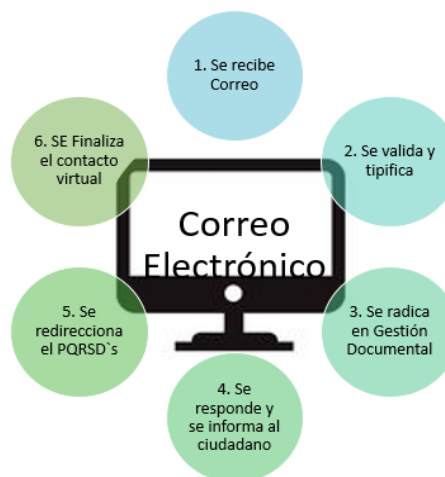 1. Se recibe
Correo
2. Se valida y
tipifica
3. Se radica
en Gestión
Documental
4. Se
responde y
se informa al
ciudadano
5. Se
redirecciona
el PQRSD`s
6. SE Finaliza
el contacto
virtual
Correo
Electrónico